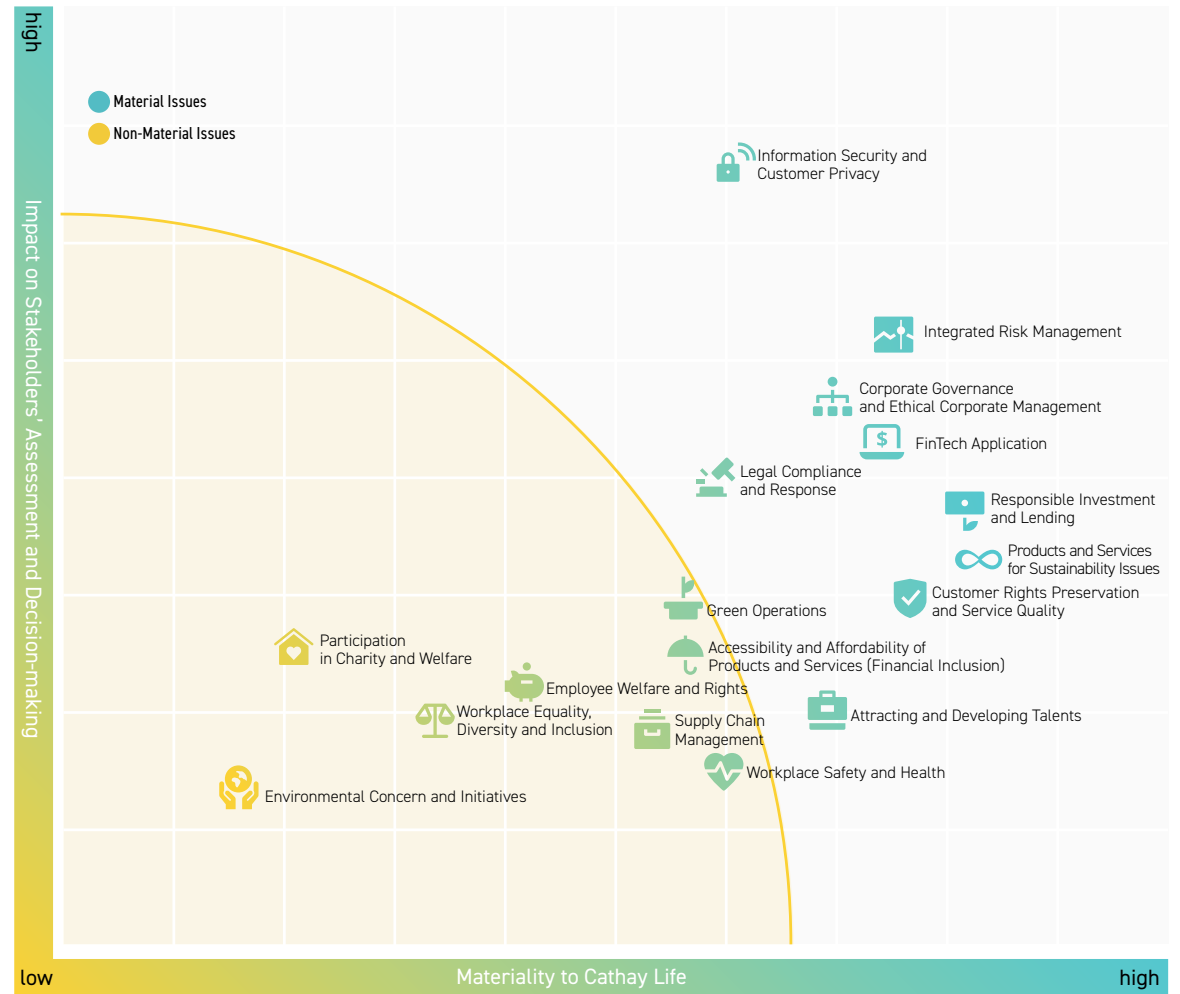 high
Material Issues
Non-Material Issues
Information Security and
Customer Privacy
Integrated Risk Management
Corporate Governance
and Ethical Corporate Management
$
FinTech Application
Legal Compliance
and Response
Responsible Investment
and Lending
Products and Services
for Sustainability Issues
Customer Rights Preservation
and Service Quality
Green Operations
Participation
in Charity and Welfare
Accessibility and Affordability of
Products and Services (Financial Inclusion)
Employee Welfare and Rights
Workplace Equality,
Diversity and Inclusion
Supply Chain
Management
Attracting and Developing Talents
Workplace Safety and Health
Environmental Concern and Initiatives
Impact on Stakeholders' Assessment and Decision-making
low
Materiality to Cathay Life
high